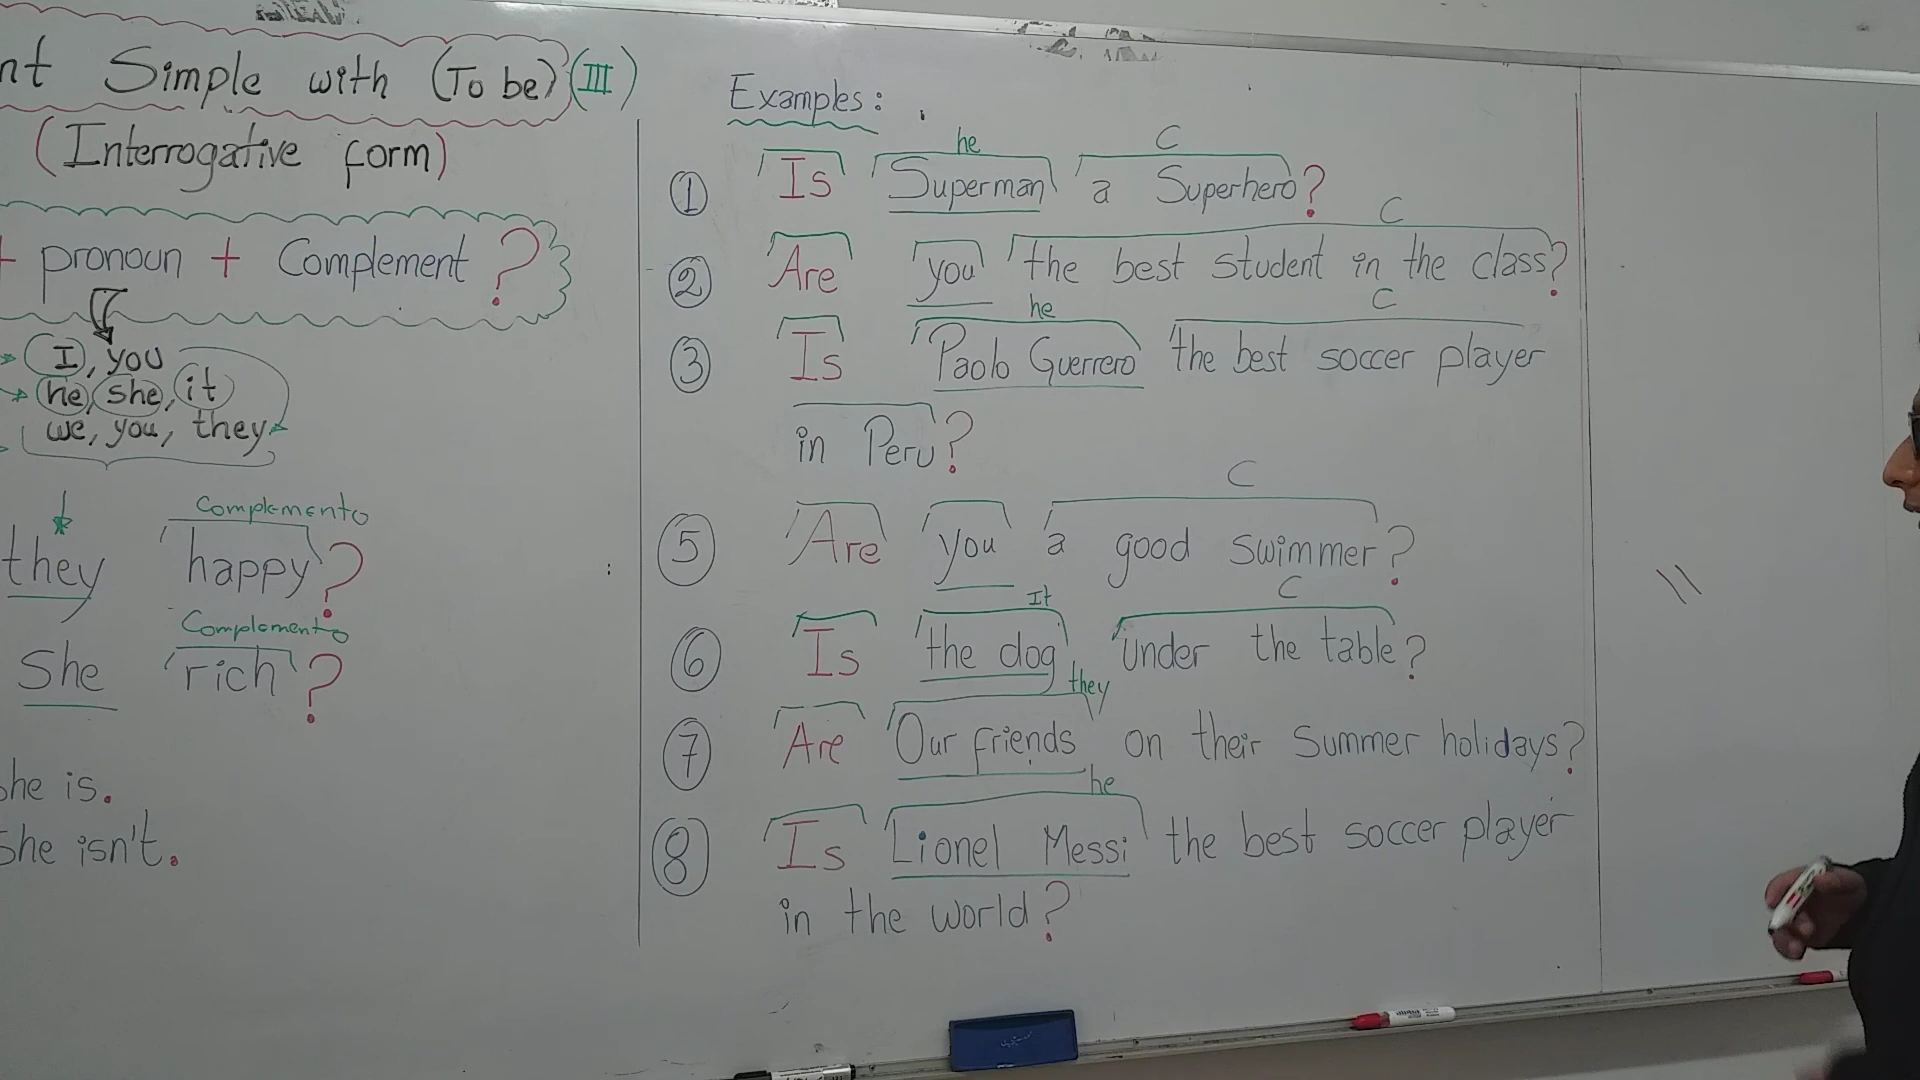 nt Simple with (To be) (III)
(Interrogative form)
+ pronoun + Complement ?
I, you
he, she, it
we, you, they
Complemento
they happy?
Complemento
She rich?
she is.
She isn't.
Examples:
he C
① Is Superman a Superhero?
C
② Are you the best student in the class?
he C
③ Is Paolo Guerrero the best soccer player
in Peru?
C
⑤ Are you a good swimmer?
It C
⑥ Is the dog under the table?
they
⑦ Are Our friends on their summer holidays?
he
⑧ Is Lionel Messi the best soccer player
in the world?